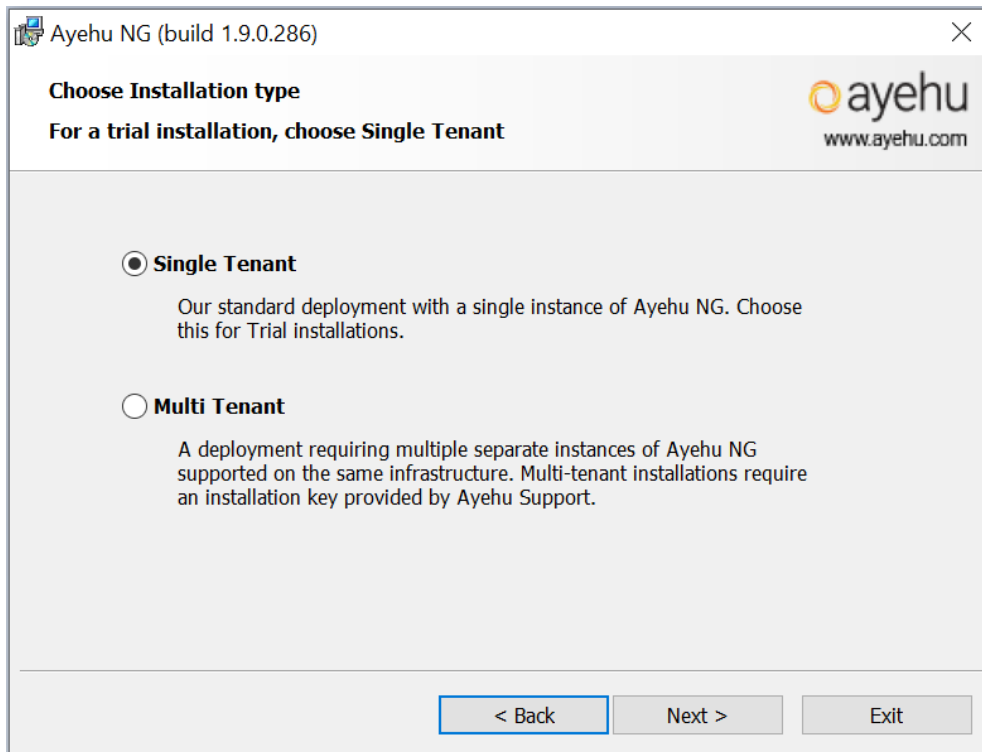 Ayehu NG (build 1.9.0.286)
Choose Installation type
For a trial installation, choose Single Tenant
ayehu
www.ayehu.com
Single Tenant
Our standard deployment with a single instance of Ayehu NG. Choose
this for Trial installations.
Multi Tenant
A deployment requiring multiple separate instances of Ayehu NG
supported on the same infrastructure. Multi-tenant installations require
an installation key provided by Ayehu Support.
< Back Next > Exit